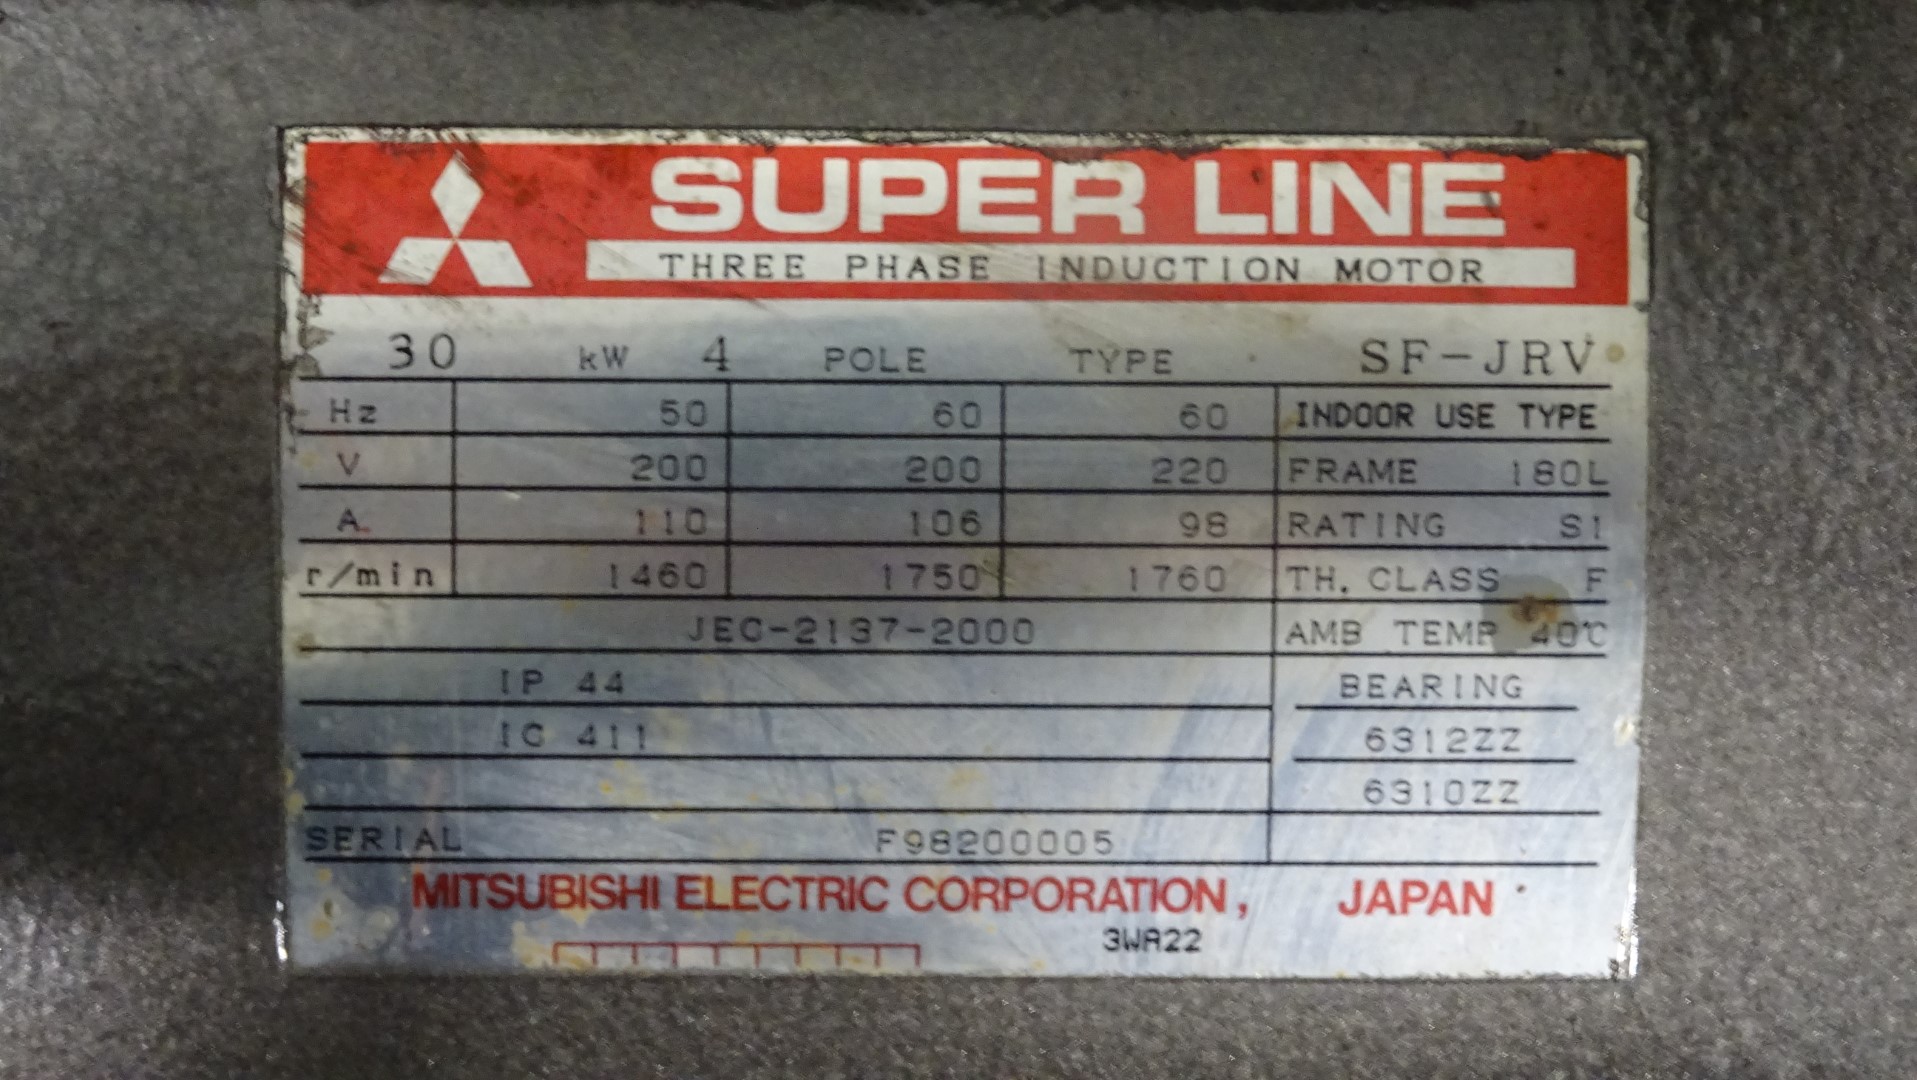 SUPER LINE
THREE PHASE INDUCTION MOTOR
30 kW 4 POLE TYPE SF-JRV
Hz 50 60 60 INDOOR USE TYPE
V 200 200 220 FRAME 180L
A 110 106 98 RATING S1
r/min 1460 1750 1760 TH. CLASS F
JEC-2137-2000 AMB TEMP 40℃
IP 44 BEARING
IC 411 6312ZZ
6310ZZ
SERIAL F98200005
MITSUBISHI ELECTRIC CORPORATION, JAPAN
3WA22